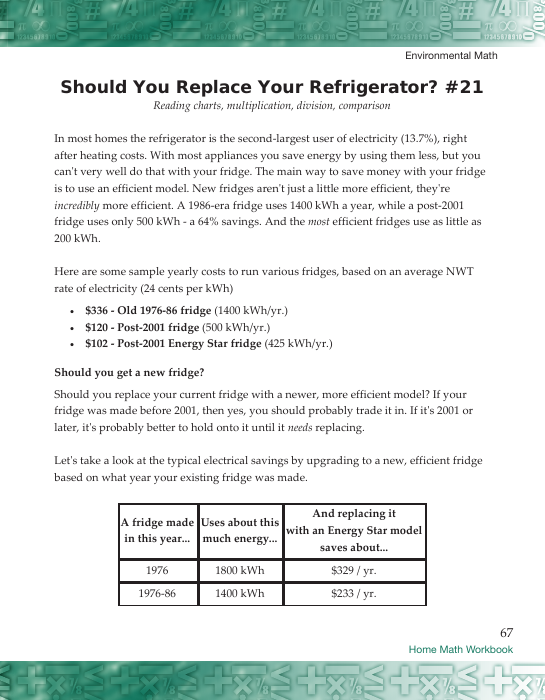 Environmental Math
Should You Replace Your Refrigerator? #21
Reading charts, multiplication, division, comparison
In most homes the refrigerator is the second-largest user of electricity (13.7%), right
after heating costs. With most appliances you save energy by using them less, but you
can't very well do that with your fridge. The main way to save money with your fridge
is to use an efficient model. New fridges aren't just a little more efficient, they're
incredibly more efficient. A 1986-era fridge uses 1400 kWh a year, while a post-2001
fridge uses only 500 kWh - a 64% savings. And the most efficient fridges use as little as
200 kWh.
Here are some sample yearly costs to run various fridges, based on an average NWT
rate of electricity (24 cents per kWh)
• $336 - Old 1976-86 fridge (1400 kWh/yr.)
• $120 - Post-2001 fridge (500 kWh/yr.)
• $102 - Post-2001 Energy Star fridge (425 kWh/yr.)
Should you get a new fridge?
Should you replace your current fridge with a newer, more efficient model? If your
fridge was made before 2001, then yes, you should probably trade it in. If it's 2001 or
later, it's probably better to hold onto it until it needs replacing.
Let's take a look at the typical electrical savings by upgrading to a new, efficient fridge
based on what year your existing fridge was made.
A fridge made
in this year...
Uses about this
much energy...
And replacing it
with an Energy Star model
saves about...
1976 1800 kWh $329 / yr.
1976-86 1400 kWh $233 / yr.
67
Home Math Workbook